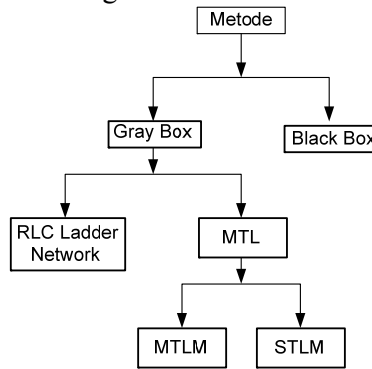 Metode
Gray Box
Black Box
RLC Ladder
Network
MTL
MTLM
STLM